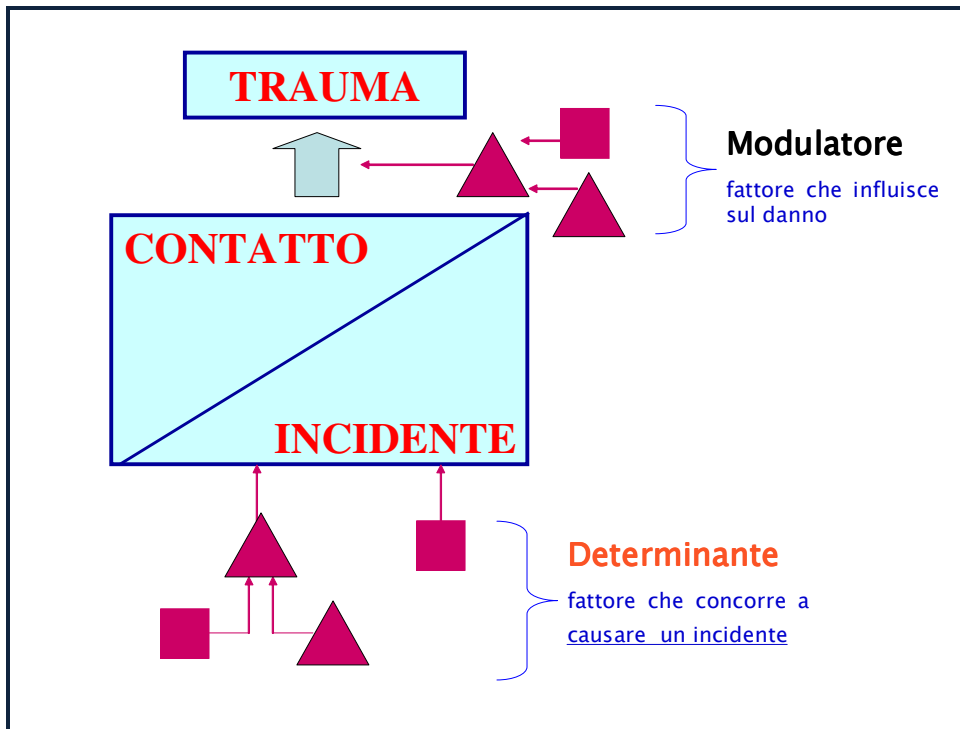 TRAUMA
Modulatore
fattore che influisce
sul danno
CONTATTO
INCIDENTE
Determinante
fattore che concorre a
causare un incidente